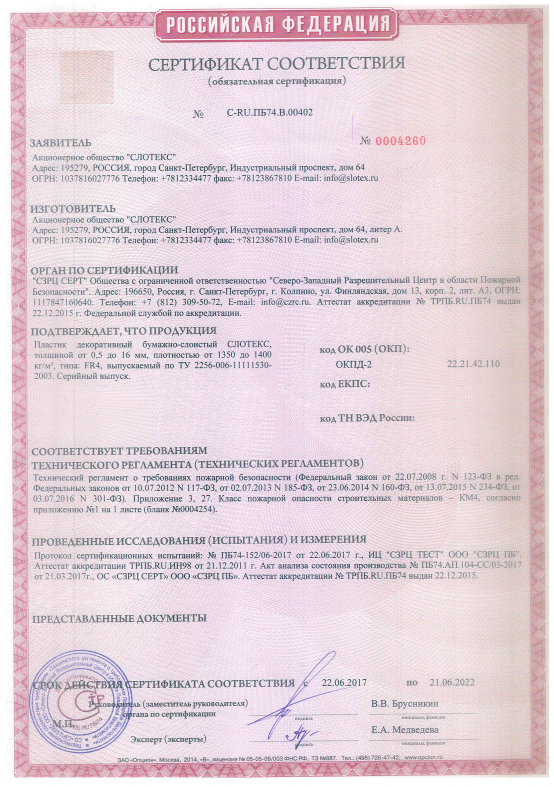 РОССИЙСКАЯ ФЕДЕРАЦИЯ
СЕРТИФИКАТ СООТВЕТСТВИЯ
(обязательная сертификация)
№ C-RU.ПБ74.В.00402
№ 0004260
ЗАЯВИТЕЛЬ
Акционерное общество "СЛОТЕКС"
Адрес: 195279, РОССИЯ, город Санкт-Петербург, Индустриальный проспект, дом 64
ОГРН: 1037816027776 Телефон: +7812334477 факс: +78123867810 E-mail: info@slotex.ru
ИЗГОТОВИТЕЛЬ
Акционерное общество "СЛОТЕКС"
Адрес: 195279, РОССИЯ, город Санкт-Петербург, Индустриальный проспект, дом 64, литер А.
ОГРН: 1037816027776 Телефон: +7812334477 факс: +78123867810 E-mail: info@slotex.ru
ОРГАН ПО СЕРТИФИКАЦИИ
"СЗРЦ СЕРТ" Общества с ограниченной ответственностью "Северо-Западный Разрешительный Центр в области Пожарной
Безопасности". Адрес: 196650, Россия, г. Санкт-Петербург, г. Колпино, ул. Финляндская, дом 13, корп. 2, лит. А3, ОГРН:
1117847160640. Телефон: +7 (812) 309-50-72, E-mail: info@czrc.ru. Аттестат аккредитации № ТРПБ.RU.ПБ74 выдан
22.12.2015 г. Федеральной службой по аккредитации.
ПОДТВЕРЖДАЕТ, ЧТО ПРОДУКЦИЯ
Пластик декоративный бумажно-слоистый СЛОТЕКС,
толщиной от 0,5 до 16 мм, плотностью от 1350 до 1400
кг/м³, типа: FR4, выпускаемый по ТУ 2256-006-11111530-
2003. Серийный выпуск.
код ОК 005 (ОКП):
ОКПД-2 22.21.42.110
код ЕКПС:
код ТН ВЭД России:
СООТВЕТСТВУЕТ ТРЕБОВАНИЯМ
ТЕХНИЧЕСКОГО РЕГЛАМЕНТА (ТЕХНИЧЕСКИХ РЕГЛАМЕНТОВ)
Технический регламент о требованиях пожарной безопасности (Федеральный закон от 22.07.2008 г. N 123-ФЗ в ред.
Федеральных законов от 10.07.2012 N 117-ФЗ, от 02.07.2013 N 185-ФЗ, от 23.06.2014 N 160-ФЗ, от 13.07.2015 N 234-ФЗ, от
03.07.2016 N 301-ФЗ). Приложение 3, 27. Класс пожарной опасности строительных материалов – КМ4, согласно
приложению №1 на 1 листе (бланк №0004254).
ПРОВЕДЕННЫЕ ИССЛЕДОВАНИЯ (ИСПЫТАНИЯ) И ИЗМЕРЕНИЯ
Протокол сертификационных испытаний: № ПБ74-152/06-2017 от 22.06.2017 г., ИЦ "СЗРЦ ТЕСТ" ООО "СЗРЦ ПБ".
Аттестат аккредитации ТРПБ.RU.ИН98 от 21.12.2011 г. Акт анализа состояния производства № ПБ74.АП.104-СС/03-2017
от 21.03.2017г., ОС «СЗРЦ СЕРТ» ООО «СЗРЦ ПБ». Аттестат аккредитации № ТРПБ.RU.ПБ74 выдан 22.12.2015.
ПРЕДСТАВЛЕННЫЕ ДОКУМЕНТЫ
СРОК ДЕЙСТВИЯ СЕРТИФИКАТА СООТВЕТСТВИЯ с 22.06.2017 по 21.06.2022
Руководитель (заместитель руководителя)
органа по сертификации
В.В. Брусникин
подпись инициалы, фамилия
М.П.
Эксперт (эксперты)
Е.А. Медведева
подпись инициалы, фамилия
ЗАО «Опцион», Москва, 2014, «В», лицензия № 05-05-09/003 ФНС РФ, ТЗ №087. Тел.: (495) 726-47-42, www.opcion.ru